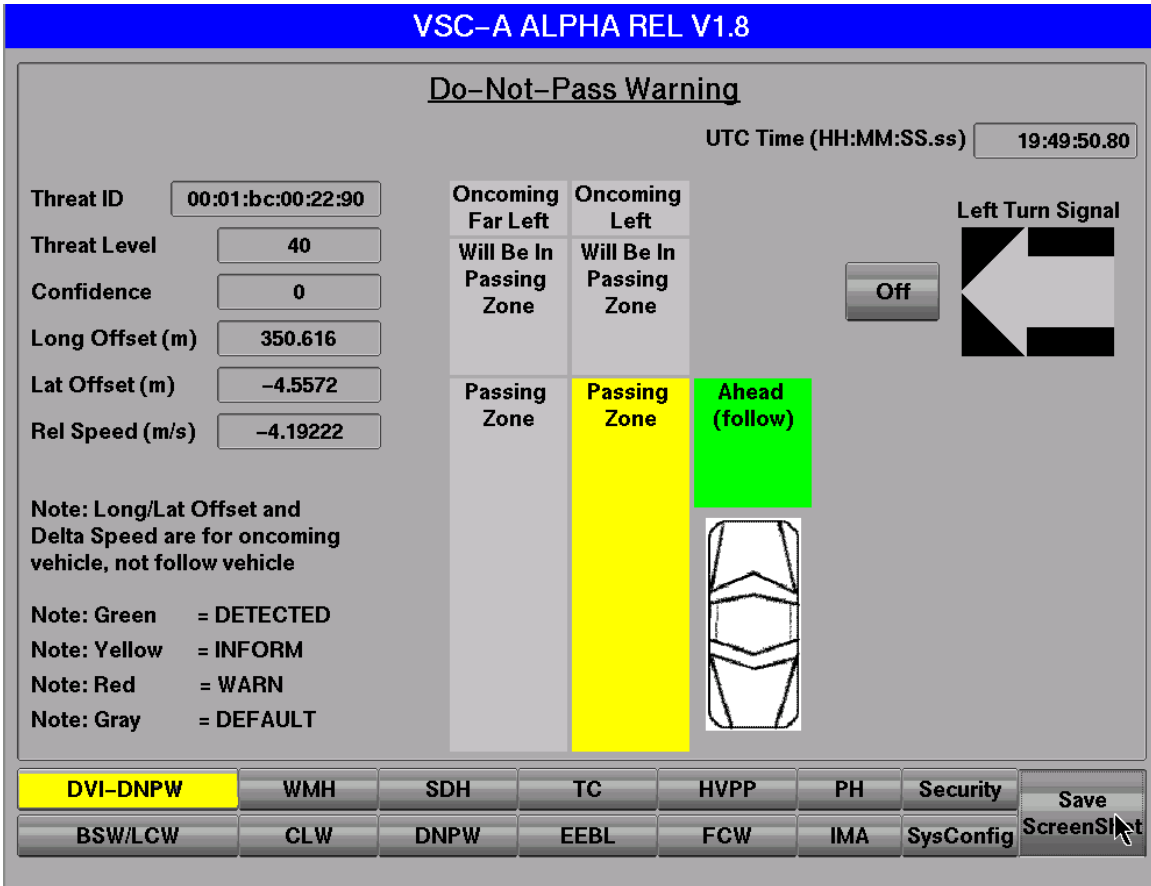 VSC-A ALPHA REL V1.8
Do-Not-Pass Warning
UTC Time (HH:MM:SS.ss) 19:49:50.80
Threat ID 00:01:bc:00:22:90
Threat Level 40
Confidence 0
Long Offset (m) 350.616
Lat Offset (m) -4.5572
Rel Speed (m/s) -4.19222
Note: Long/Lat Offset and
Delta Speed are for oncoming
vehicle, not follow vehicle
Note: Green = DETECTED
Note: Yellow = INFORM
Note: Red = WARN
Note: Gray = DEFAULT
Oncoming
Far Left
Will Be In
Passing
Zone
Passing
Zone
Oncoming
Left
Will Be In
Passing
Zone
Passing
Zone
Ahead
(follow)
Left Turn Signal
Off
DVI-DNPW WMH SDH TC HVPP PH Security
BSW/LCW CLW DNPW EEBL FCW IMA SysConfig
Save